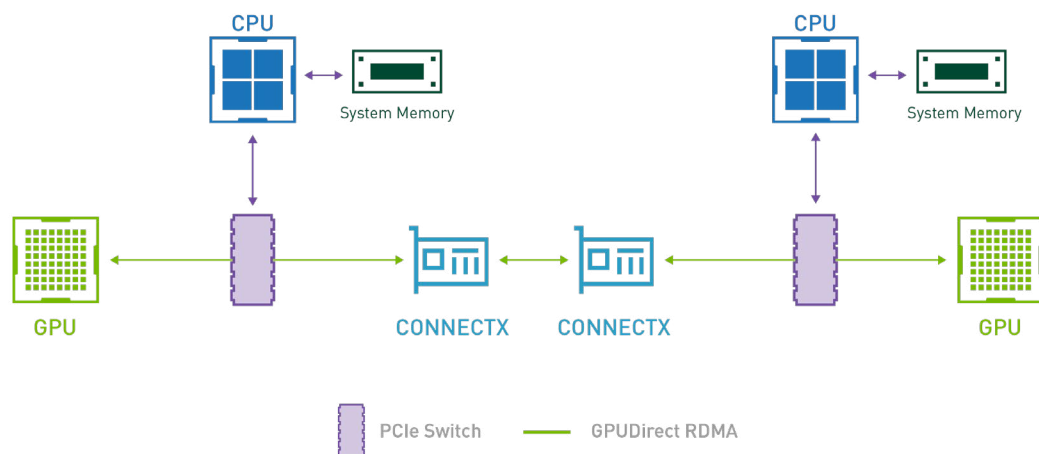 CPU
CPU
System Memory
System Memory
GPU
CONNECTX
CONNECTX
GPU
PCIe Switch
GPUDirect RDMA